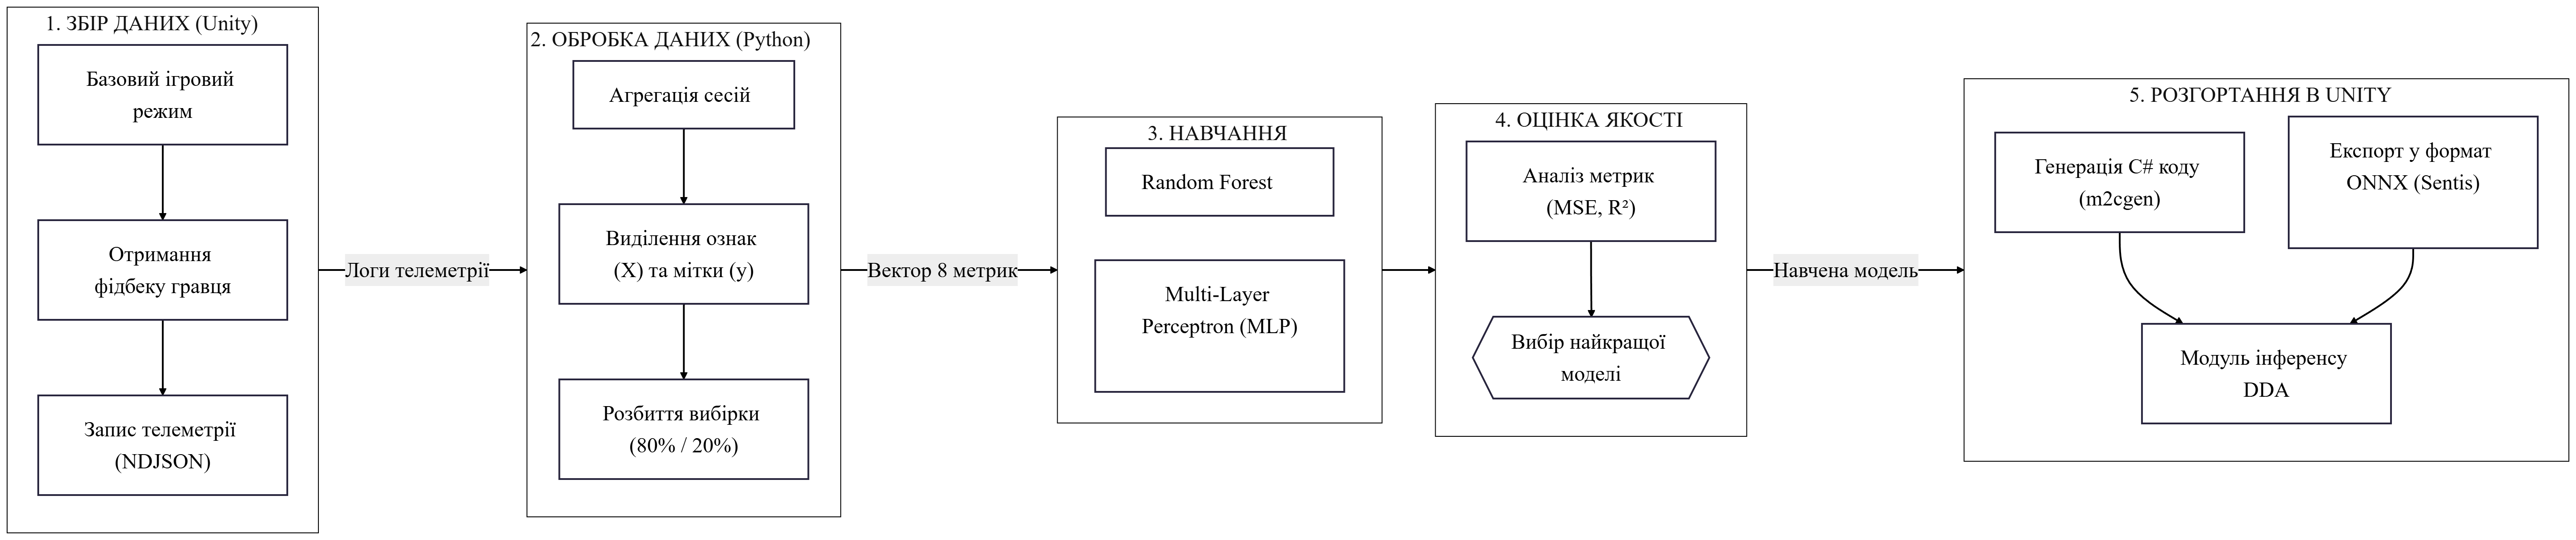 1. ЗБІР ДАНИХ (Unity)
Базовий ігровий
режим
Отримання
фідбеку гравця
Запис телеметрії
(NDJSON)
Логи телеметрії
2. ОБРОБКА ДАНИХ (Python)
Агрегація сесій
Виділення ознак
(X) та мітки (y)
Розбиття вибірки
(80% / 20%)
Вектор 8 метрик
3. НАВЧАННЯ
Random Forest
Multi-Layer
Perceptron (MLP)
4. ОЦІНКА ЯКОСТІ
Аналіз метрик
(MSE, R²)
Вибір найкращої
моделі
Навчена модель
5. РОЗГОРТАННЯ В UNITY
Генерація C# коду
(m2cgen)
Експорт у формат
ONNX (Sentis)
Модуль інференсу
DDA